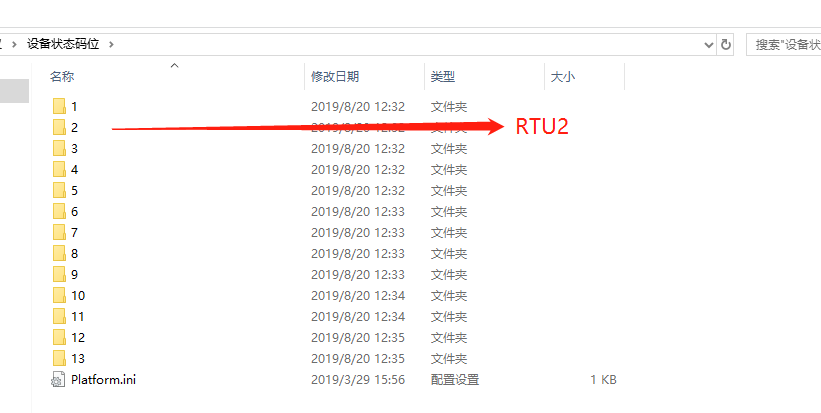 设备状态码位
搜索"设备状
名称 修改日期 类型 大小
1 2019/8/20 12:32 文件夹
2 文件夹 RTU2
3 2019/8/20 12:32 文件夹
4 2019/8/20 12:32 文件夹
5 2019/8/20 12:32 文件夹
6 2019/8/20 12:33 文件夹
7 2019/8/20 12:33 文件夹
8 2019/8/20 12:33 文件夹
9 2019/8/20 12:33 文件夹
10 2019/8/20 12:34 文件夹
11 2019/8/20 12:34 文件夹
12 2019/8/20 12:35 文件夹
13 2019/8/20 12:35 文件夹
Platform.ini 2019/3/29 15:56 配置设置 1 KB